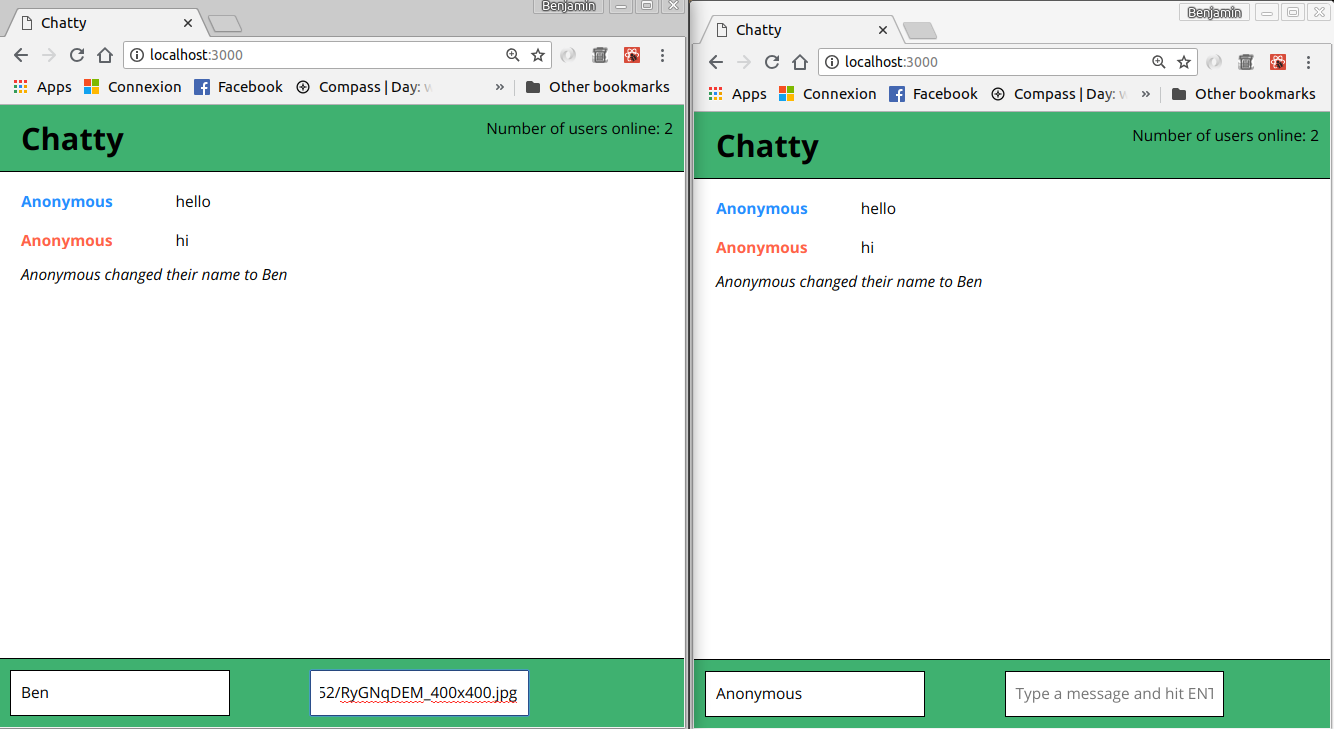 Benjamin
Chatty
localhost:3000
Apps Connexion Facebook Compass | Day: w » Other bookmarks
Chatty Number of users online: 2
Anonymous hello
Anonymous hi
Anonymous changed their name to Ben
Ben 52/RyGNqDEM_400x400.jpg
Benjamin
Chatty
localhost:3000
Apps Connexion Facebook Compass | Day: w » Other bookmarks
Chatty Number of users online: 2
Anonymous hello
Anonymous hi
Anonymous changed their name to Ben
Anonymous Type a message and hit ENT